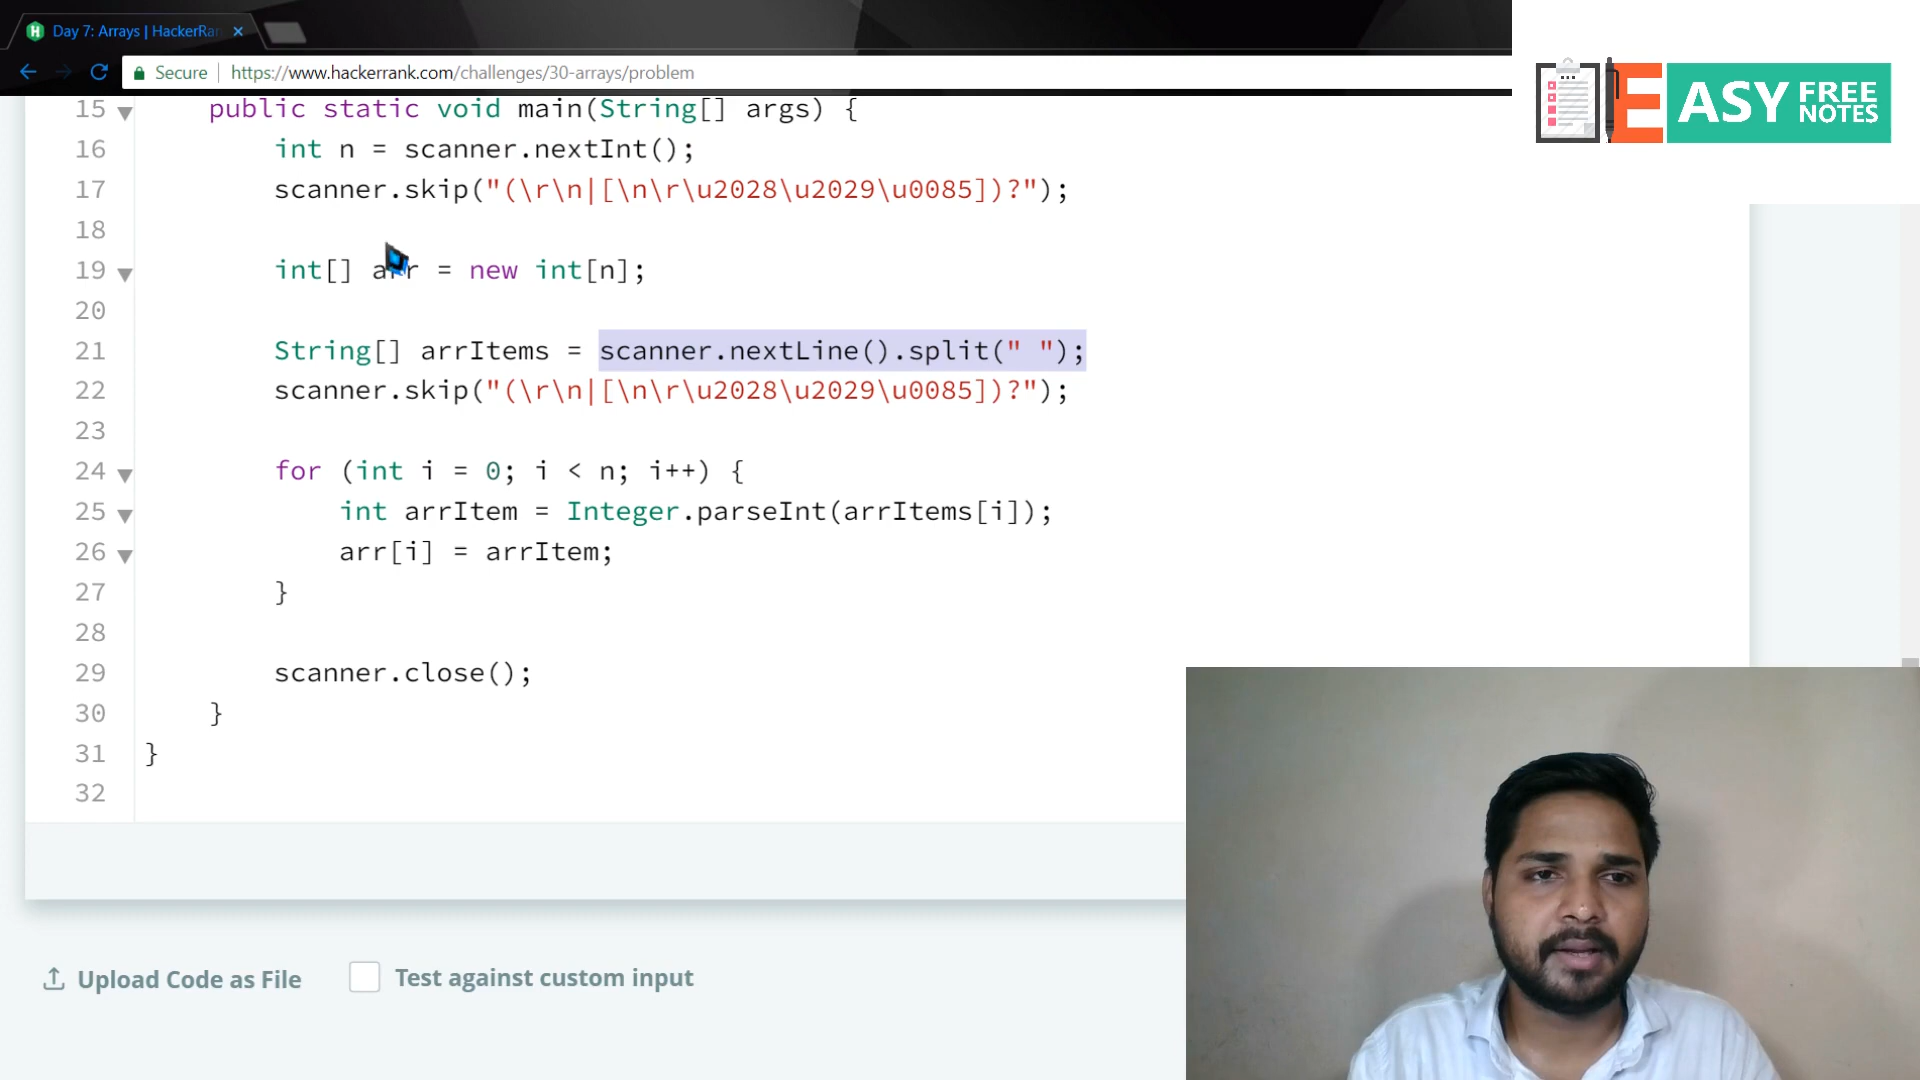 Day 7: Arrays | HackerRan
Secure https://www.hackerrank.com/challenges/30-arrays/problem
EASY FREE NOTES
15 public static void main(String[] args) {
16 int n = scanner.nextInt();
17 scanner.skip("(\r\n|[\n\r\u2028\u2029\u0085])?");
18
19 int[] arr = new int[n];
20
21 String[] arrItems = scanner.nextLine().split(" ");
22 scanner.skip("(\r\n|[\n\r\u2028\u2029\u0085])?");
23
24 for (int i = 0; i < n; i++) {
25 int arrItem = Integer.parseInt(arrItems[i]);
26 arr[i] = arrItem;
27 }
28
29 scanner.close();
30 }
31 }
32
Upload Code as File Test against custom input